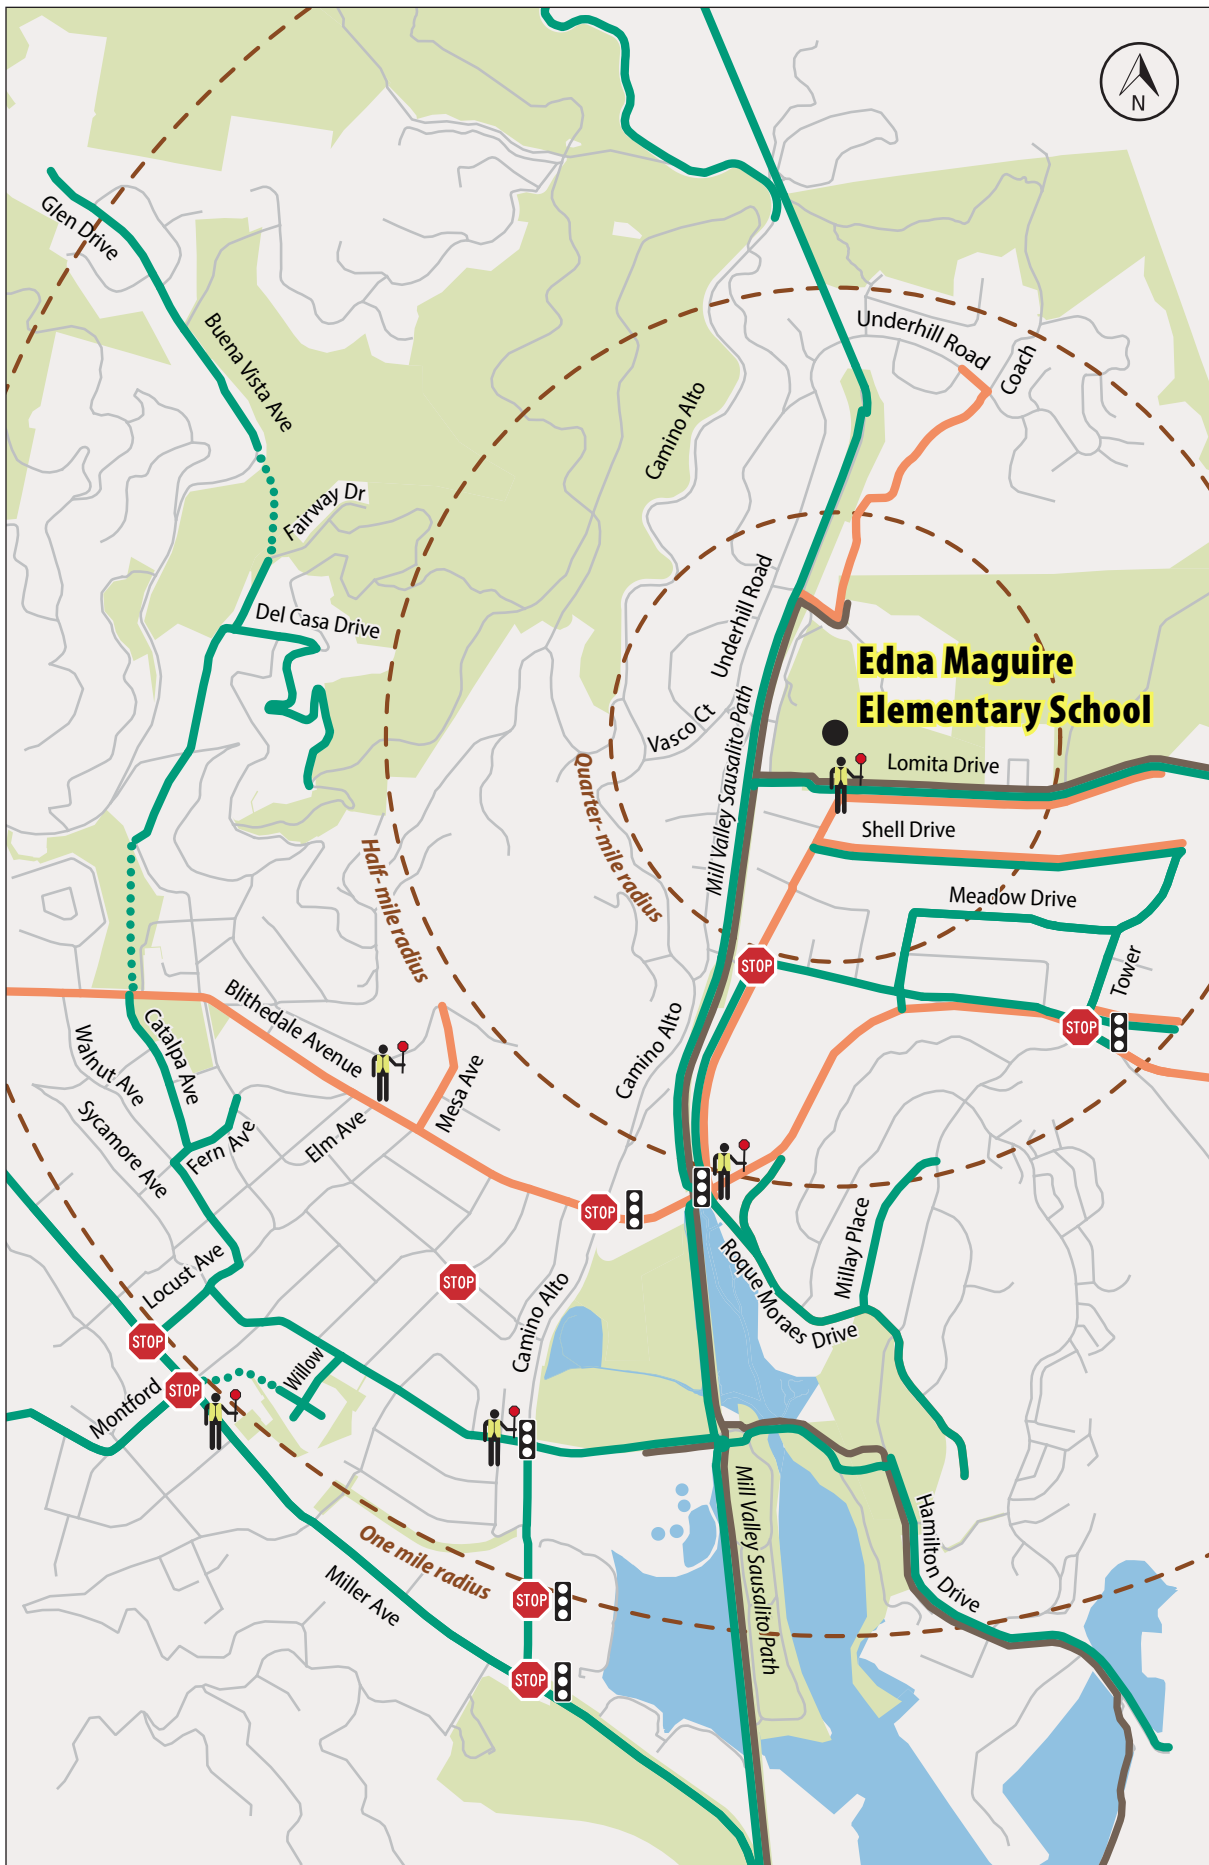 N
Glen Drive
Buena Vista Ave
Underhill Road
Coach
Camino Alto
Fairway Dr
Del Casa Drive
Underhill Road
Edna Maguire
Elementary School
Vasco Ct
Mill Valley Sausalito Path
Quarter-mile radius
Lomita Drive
Shell Drive
Half-mile radius
Meadow Drive
STOP
Tower
Blithedale Avenue
Catalpa Ave
Walnut Ave
STOP
Camino Alto
Mesa Ave
Sycamore Ave
Fern Ave
Elm Ave
STOP
Millay Place
Roque Moraes Drive
Locust Ave
STOP
Camino Alto
STOP
Willow
Montford
STOP
Mill Valley Sausalito Path
Hamilton Drive
One mile radius
Miller Ave
STOP
STOP